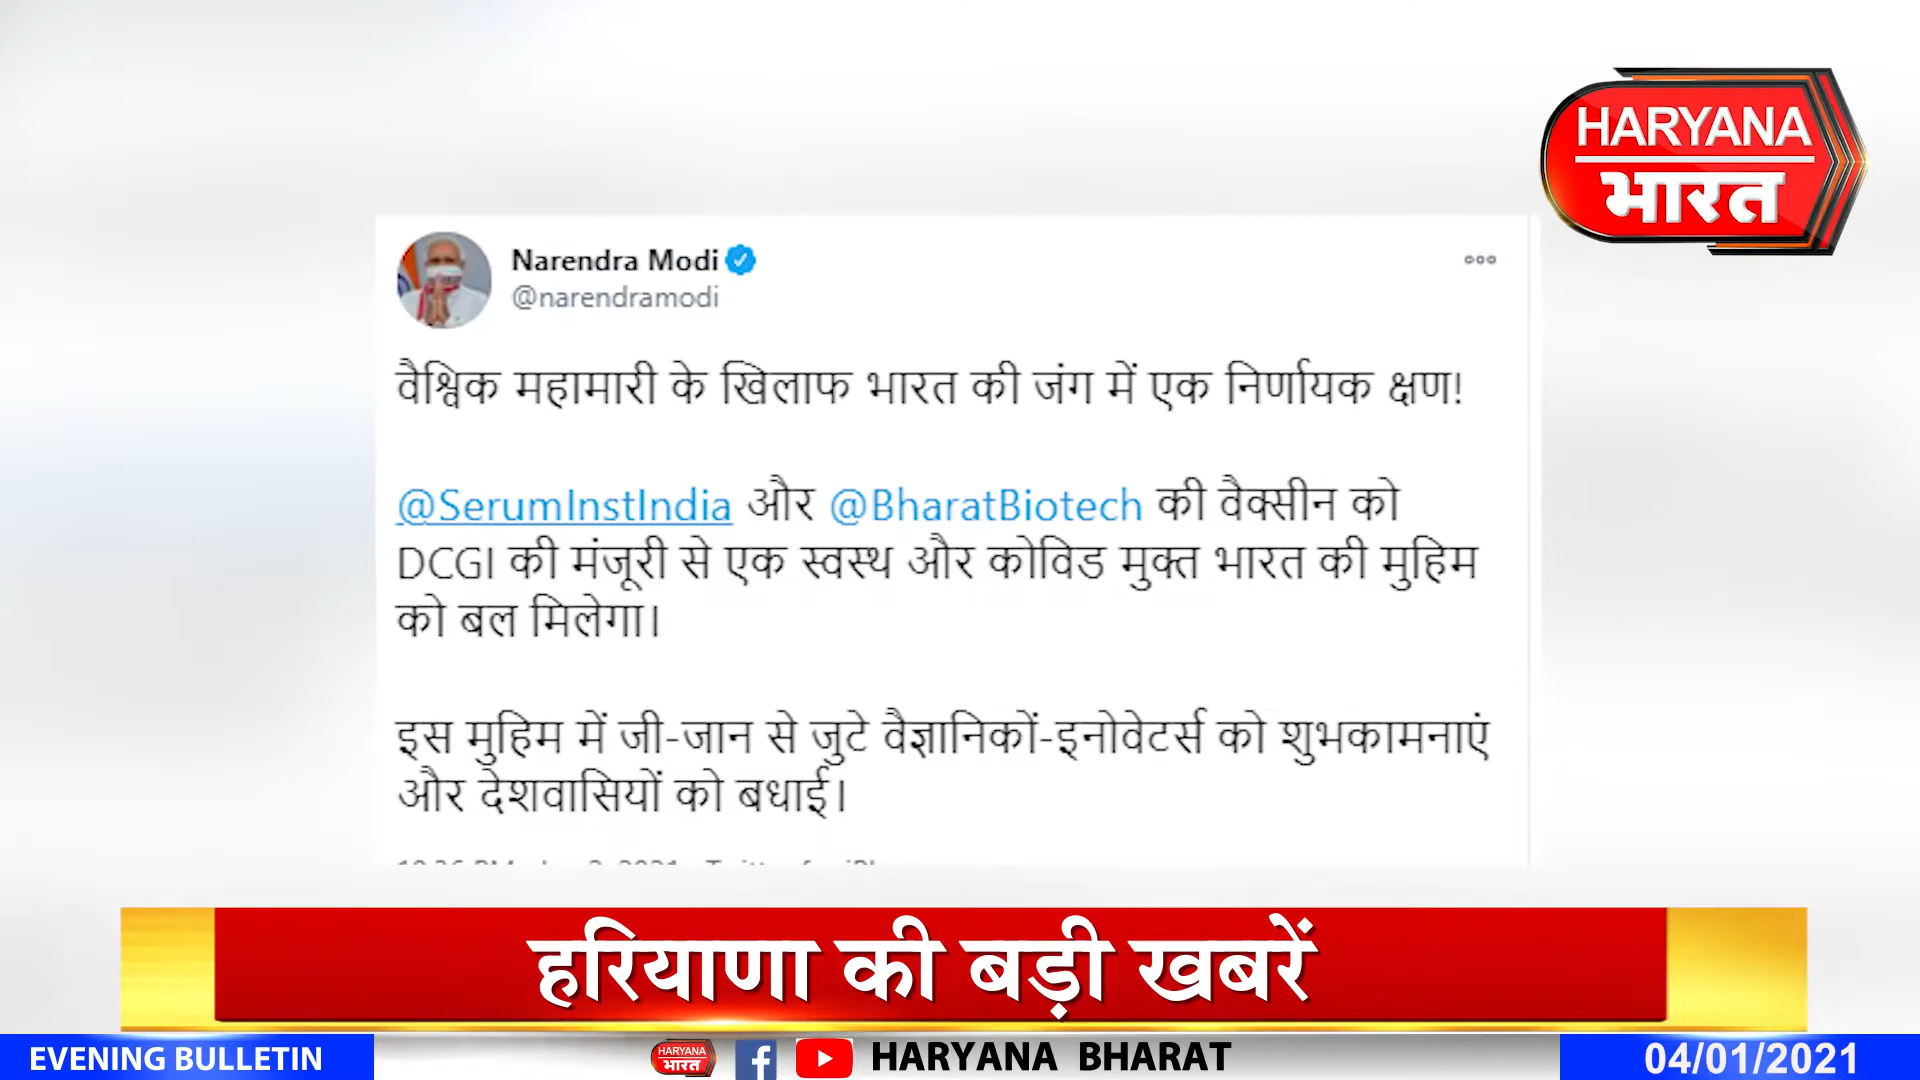 HARYANA
भारत
Narendra Modi
@narendramodi
वैश्विक महामारी के खिलाफ भारत की जंग में एक निर्णायक क्षण!
@SerumInstIndia और @BharatBiotech की वैक्सीन को
DCGI की मंजूरी से एक स्वस्थ और कोविड मुक्त भारत की मुहिम
को बल मिलेगा।
इस मुहिम में जी-जान से जुटे वैज्ञानिकों-इनोवेटर्स को शुभकामनाएं
और देशवासियों को बधाई।
हरियाणा की बड़ी खबरें
EVENING BULLETIN
HARYANA
भारत
HARYANA BHARAT
04/01/2021